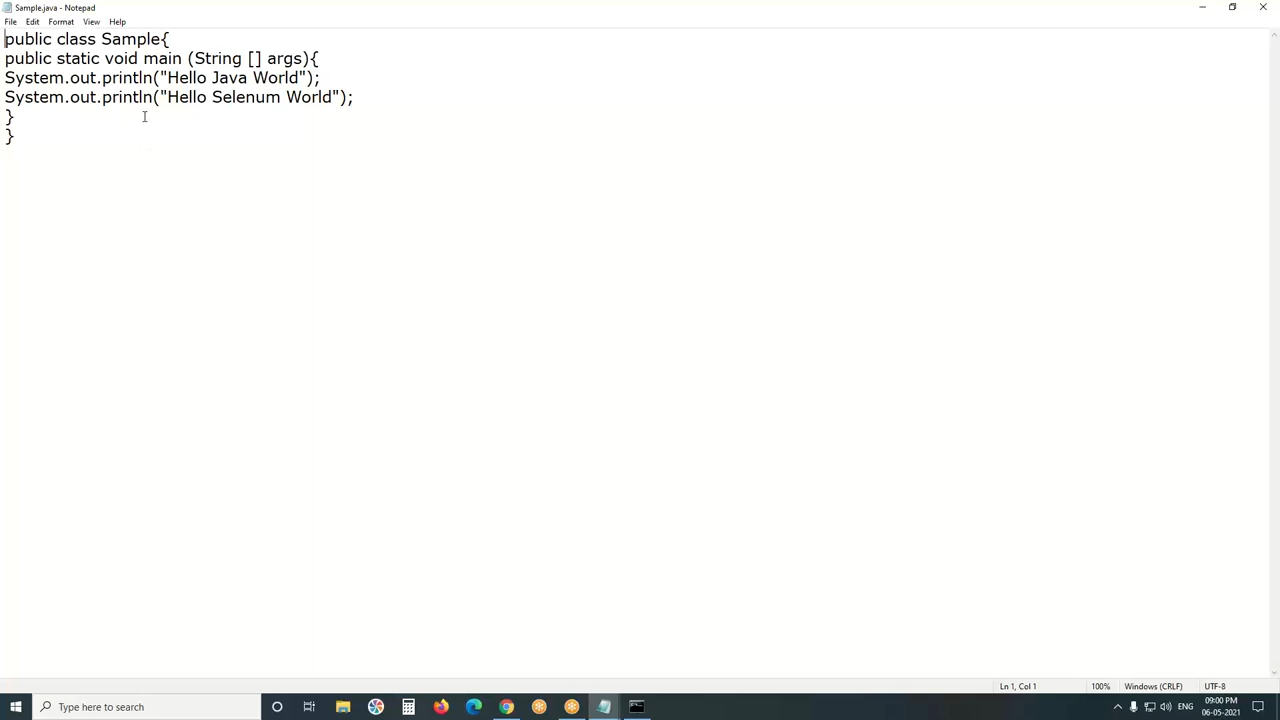 Sample.java - Notepad
File Edit Format View Help
public class Sample{
public static void main (String [] args){
System.out.println("Hello Java World");
System.out.println("Hello Selenum World");
}
}
Ln 1, Col 1 100% Windows (CRLF) UTF-8
Type here to search
ENG
09:00 PM
06-05-2021